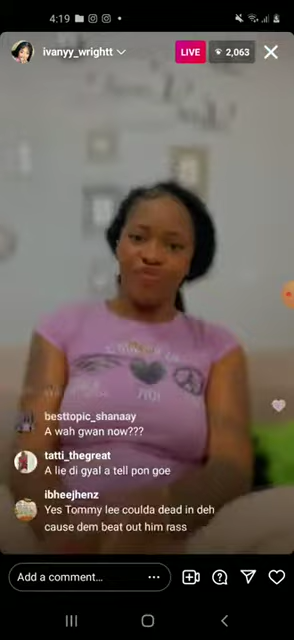 4:19
ivanyy_wrightt
LIVE
2,063
besttopic_shanaay
A wah gwan now???
tatti_thegreat
A lie di gyal a tell pon goe
ibheejhenz
Yes Tommy lee coulda dead in deh
cause dem beat out him rass
Add a comment...